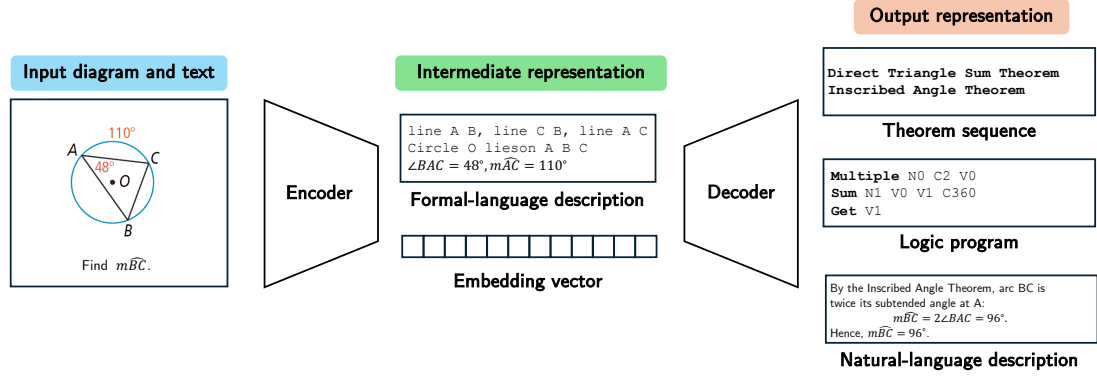 Input diagram and text
110°
A
C
48°
O
B
Find m\widehat{BC}.
Encoder
Intermediate representation
line A B, line C B, line A C
Circle O lieson A B C
∠BAC = 48°, m\widehat{AC} = 110°
Formal-language description
Embedding vector
Decoder
Output representation
Direct Triangle Sum Theorem
Inscribed Angle Theorem
Theorem sequence
Multiple N0 C2 V0
Sum N1 V0 V1 C360
Get V1
Logic program
By the Inscribed Angle Theorem, arc BC is
twice its subtended angle at A:
m\widehat{BC} = 2∠BAC = 96°.
Hence, m\widehat{BC} = 96°.
Natural-language description